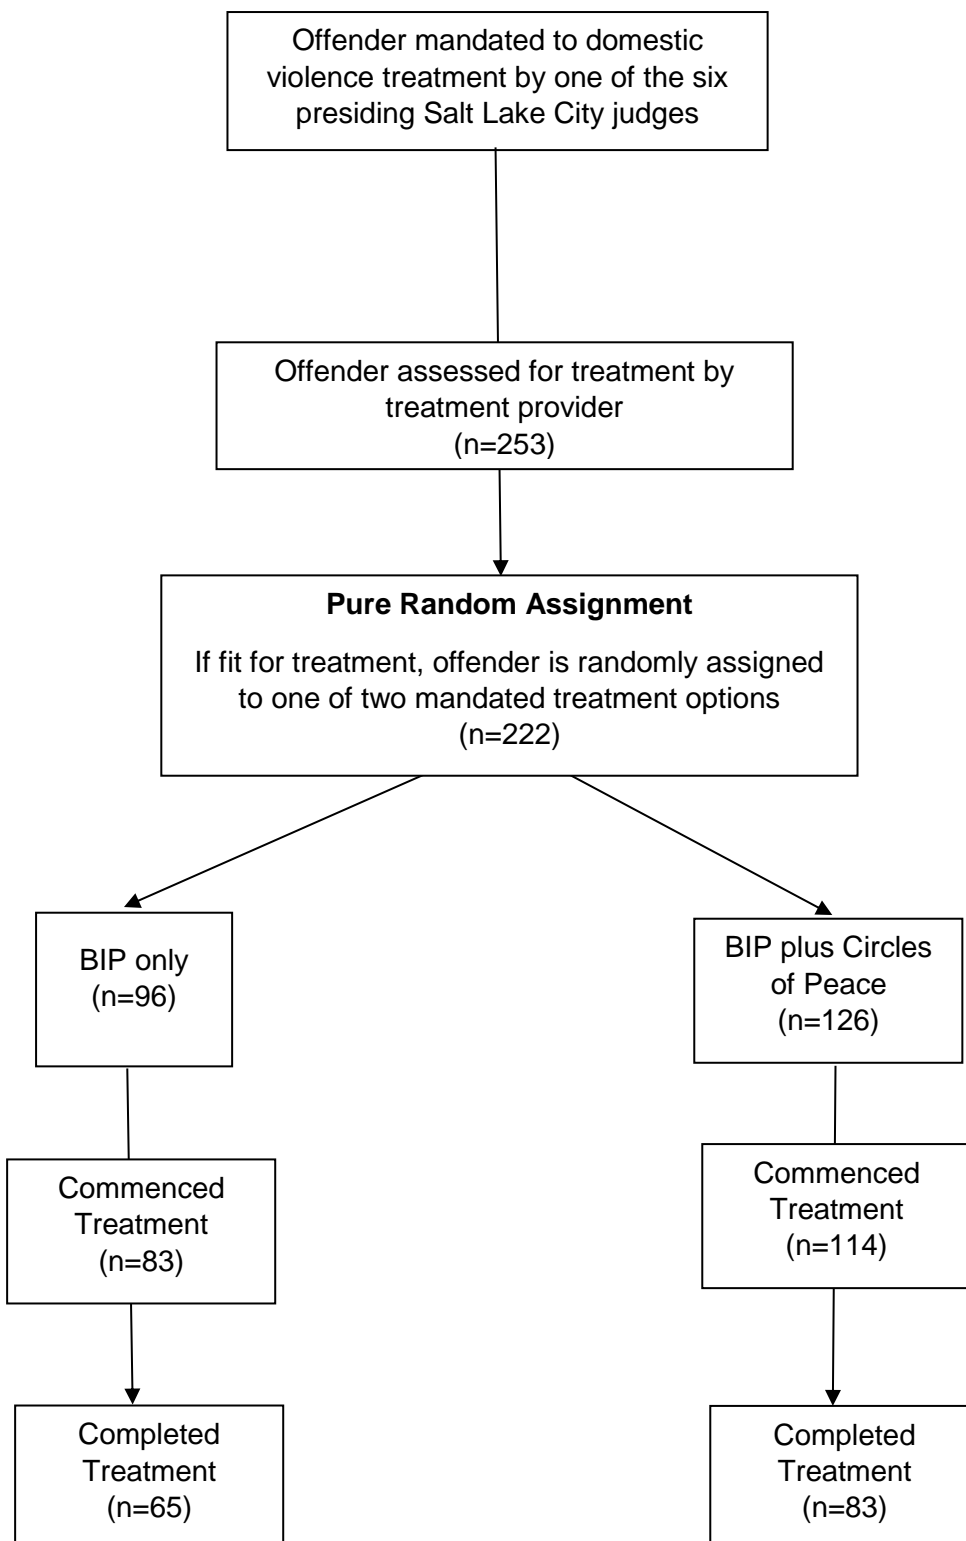 Offender mandated to domestic
violence treatment by one of the six
presiding Salt Lake City judges
Offender assessed for treatment by
treatment provider
(n=253)
Pure Random Assignment
If fit for treatment, offender is randomly assigned
to one of two mandated treatment options
(n=222)
BIP only
(n=96)
BIP plus Circles
of Peace
(n=126)
Commenced
Treatment
(n=83)
Commenced
Treatment
(n=114)
Completed
Treatment
(n=65)
Completed
Treatment
(n=83)